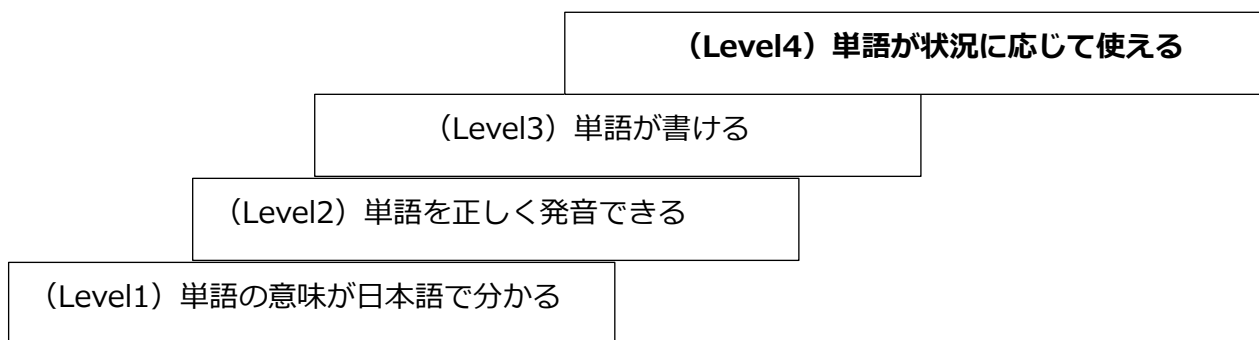 （Level4）単語が状況に応じて使える
（Level3）単語が書ける
（Level2）単語を正しく発音できる
（Level1）単語の意味が日本語で分かる